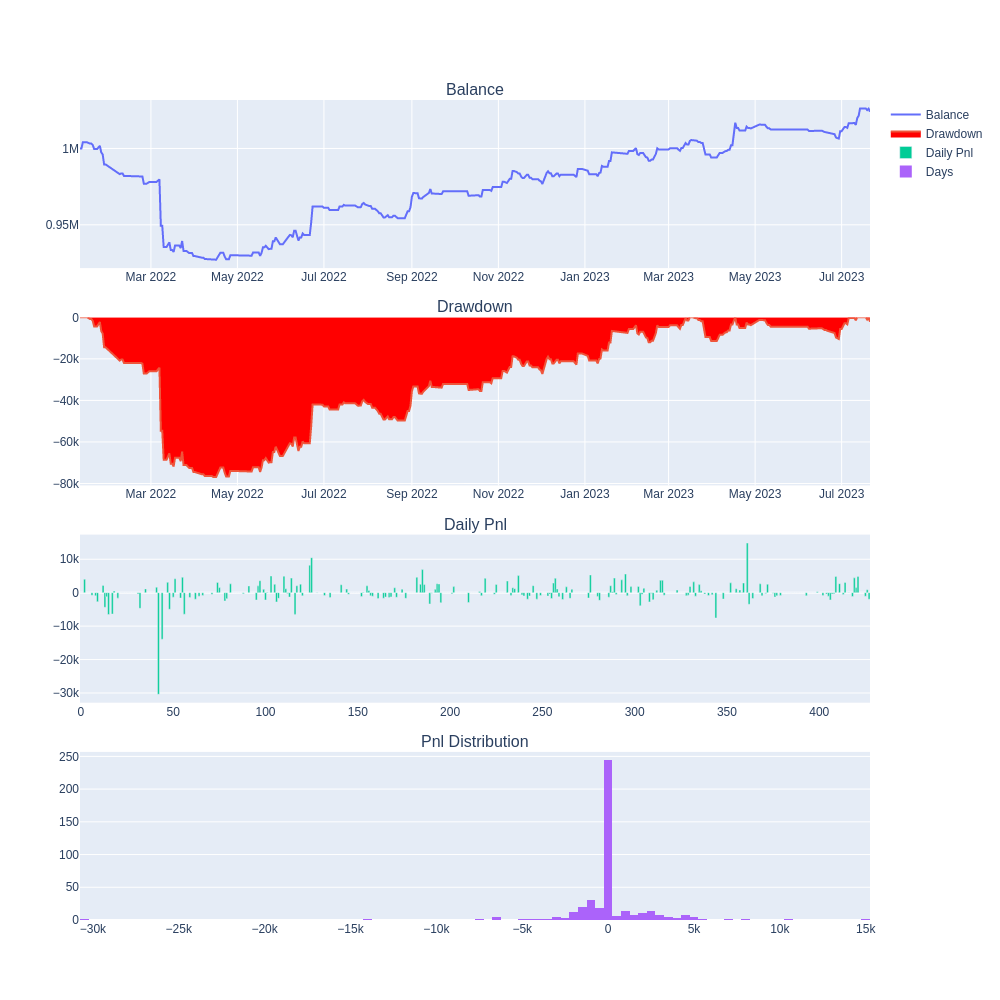 Balance
1M
0.95M
Mar 2022 May 2022 Jul 2022 Sep 2022 Nov 2022 Jan 2023 Mar 2023 May 2023 Jul 2023
Balance
Drawdown
Daily Pnl
Days
Drawdown
0
−20k
−40k
−60k
−80k
Mar 2022 May 2022 Jul 2022 Sep 2022 Nov 2022 Jan 2023 Mar 2023 May 2023 Jul 2023
Daily Pnl
10k
0
−10k
−20k
−30k
0 50 100 150 200 250 300 350 400
Pnl Distribution
250
200
150
100
50
0
−30k −25k −20k −15k −10k −5k 0 5k 10k 15k